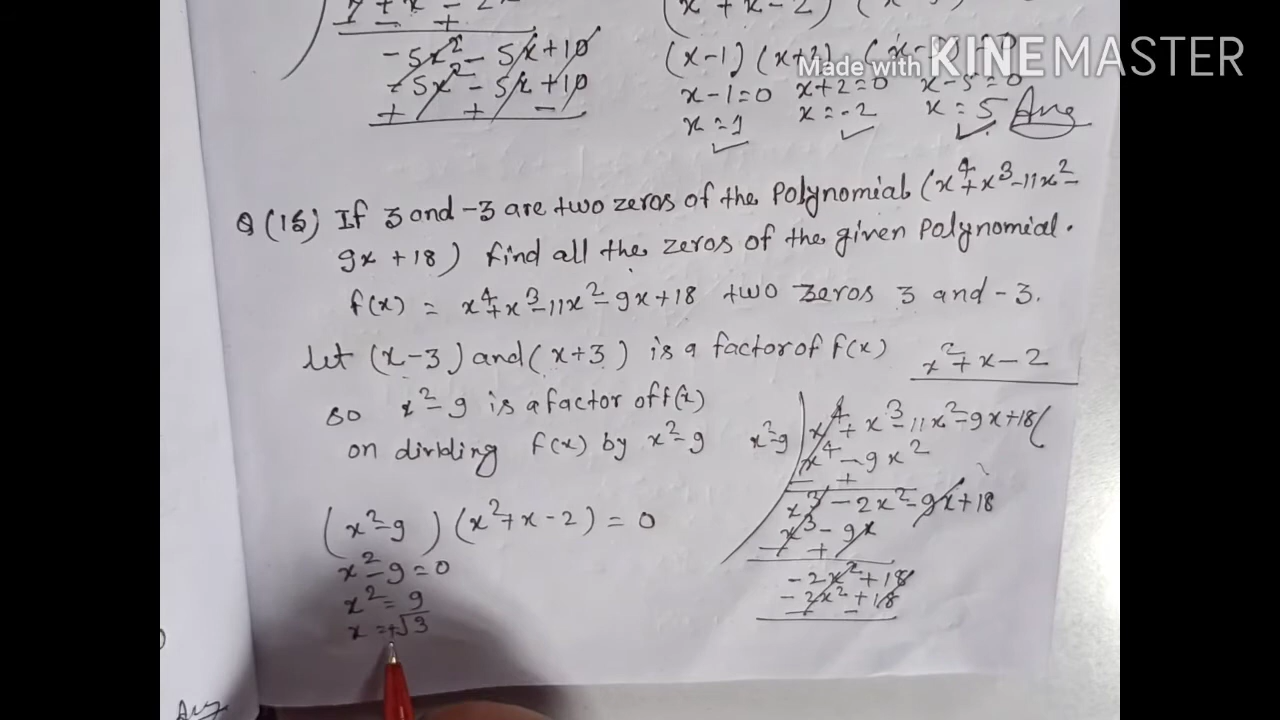 - 5x² - 5x + 10
- 5x² - 5x + 10
+ + -
(x-1) (x+2)
x-1=0 x+2=0 x-5=0
x=1 x=-2 x=5 Ans
Made with KINEMASTER
Q (15) If 3 and -3 are two zeros of the Polynomial (x⁴+x³-11x²-
9x +18) find all the zeros of the given Polynomial.
f(x) = x⁴+x³-11x²-9x+18 two zeros 3 and -3.
let (x-3) and (x+3) is a factor of f(x)
so x²-9 is a factor of f(x)
on dividing f(x) by x²-9
(x²-9) (x²+x-2) = 0
x²-9=0
x²=9
x=+√3
x²+x-2
x²-9) x⁴+x³-11x²-9x+18(
x⁴ -9x²
- +
x³-2x²-9x+18
x³-9x
- +
-2x²+18
-2x²+18
Ans